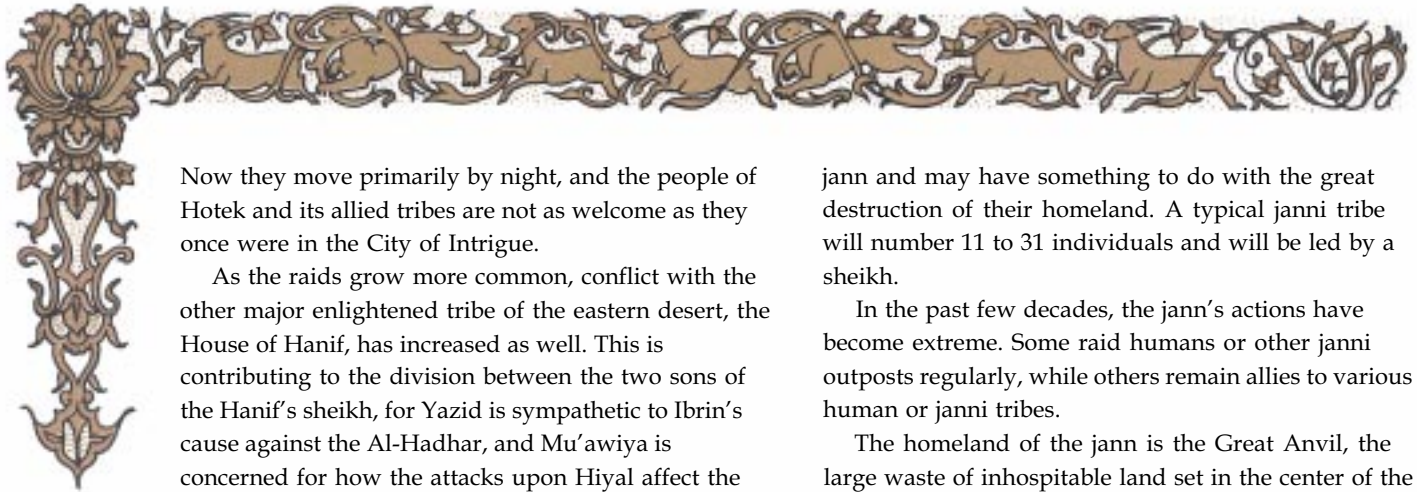 Now they move primarily by night, and the people of
Hotek and its allied tribes are not as welcome as they
once were in the City of Intrigue.
As the raids grow more common, conflict with the
other major enlightened tribe of the eastern desert, the
House of Hanif, has increased as well. This is
contributing to the division between the two sons of
the Hanif’s sheikh, for Yazid is sympathetic to Ibrin’s
cause against the Al-Hadhar, and Mu’awiya is
concerned for how the attacks upon Hiyal affect the
jann and may have something to do with the great
destruction of their homeland. A typical janni tribe
will number 11 to 31 individuals and will be led by a
sheikh.
In the past few decades, the jann’s actions have
become extreme. Some raid humans or other janni
outposts regularly, while others remain allies to various
human or janni tribes.
The homeland of the jann is the Great Anvil, the
large waste of inhospitable land set in the center of the